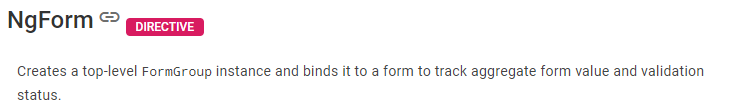 NgForm DIRECTIVE
Creates a top-level FormGroup instance and binds it to a form to track aggregate form value and validation
status.